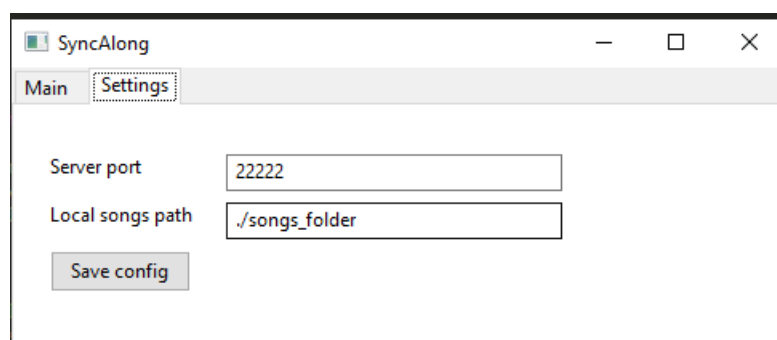 SyncAlong
Main Settings
Server port 22222
Local songs path ./songs_folder
Save config